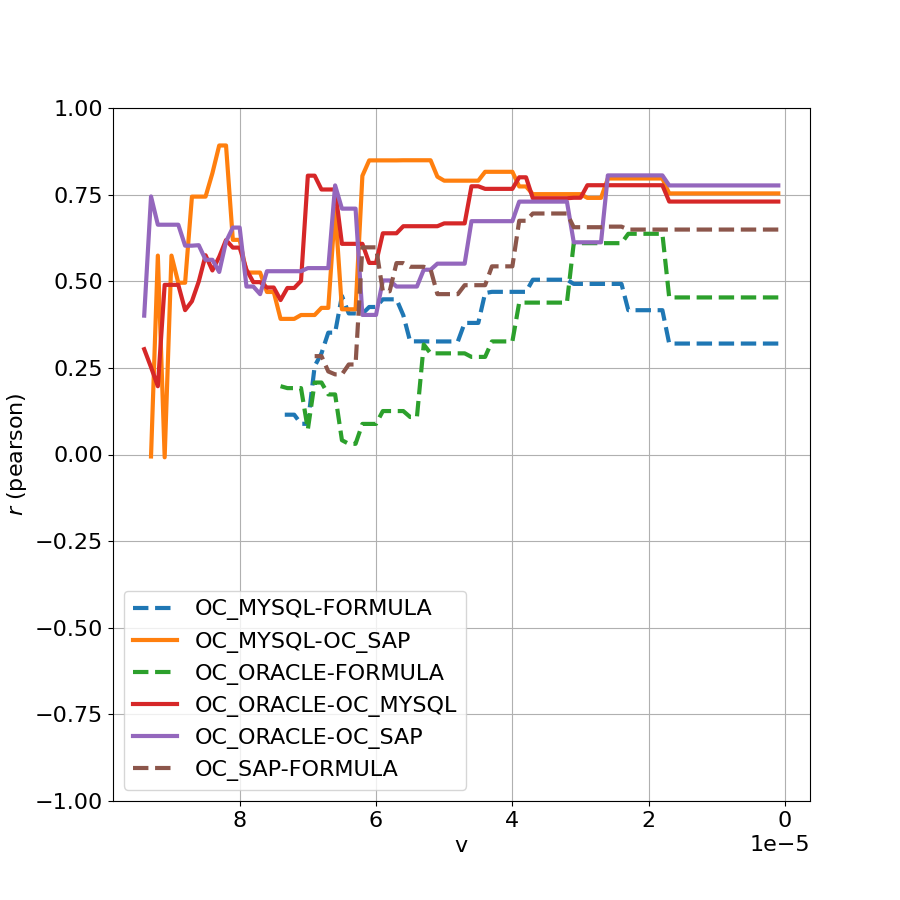 1.00
0.75
0.50
0.25
0.00
−0.25
−0.50
−0.75
−1.00
r (pearson)
OC_MYSQL-FORMULA
OC_MYSQL-OC_SAP
OC_ORACLE-FORMULA
OC_ORACLE-OC_MYSQL
OC_ORACLE-OC_SAP
OC_SAP-FORMULA
8 6 4 2 0
1e−5
v